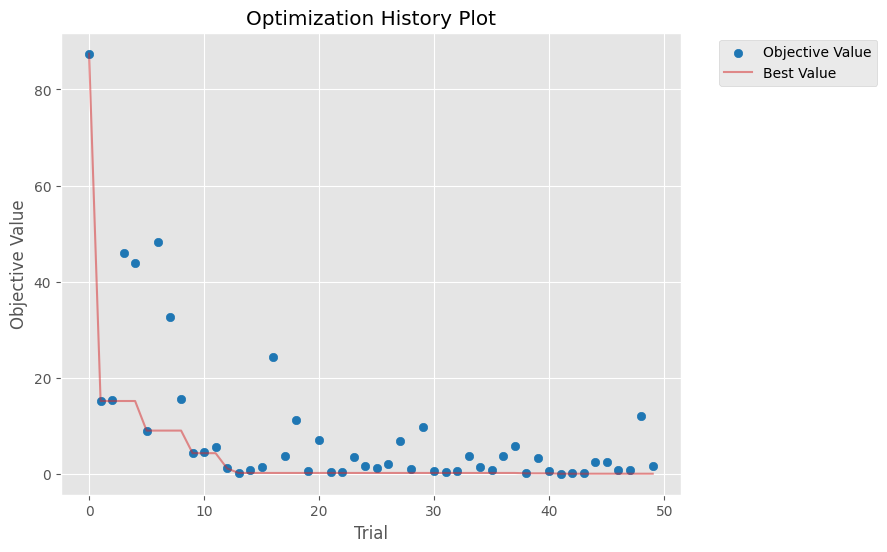 Optimization History Plot
Objective Value
Best Value
Objective Value
80
60
40
20
0
0 10 20 30 40 50
Trial